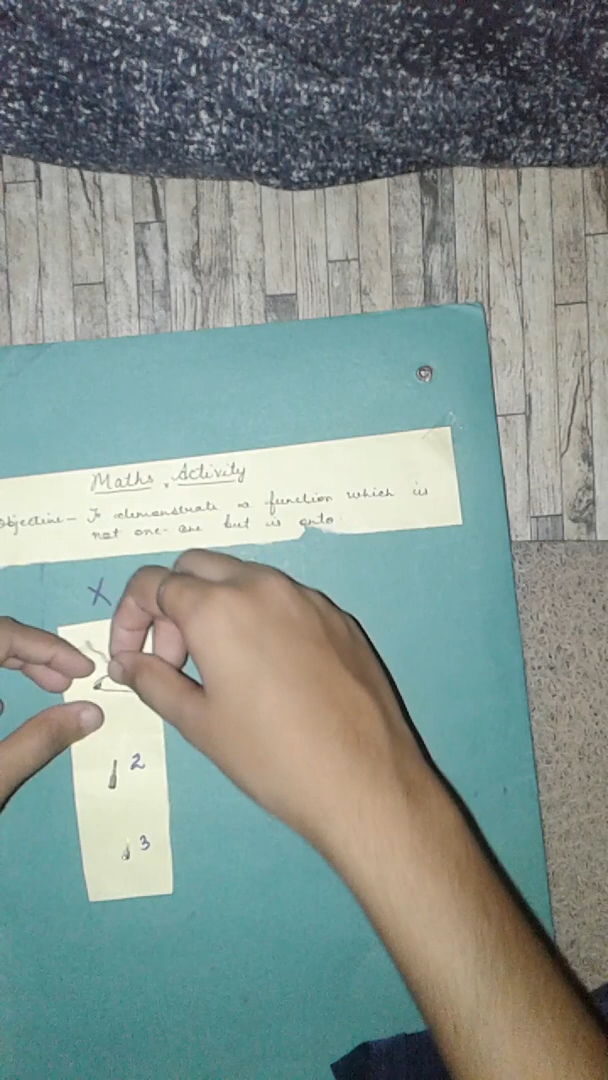 Maths Activity
Objective - To demonstrate a function which is
not one-one but is onto.
X
2
3